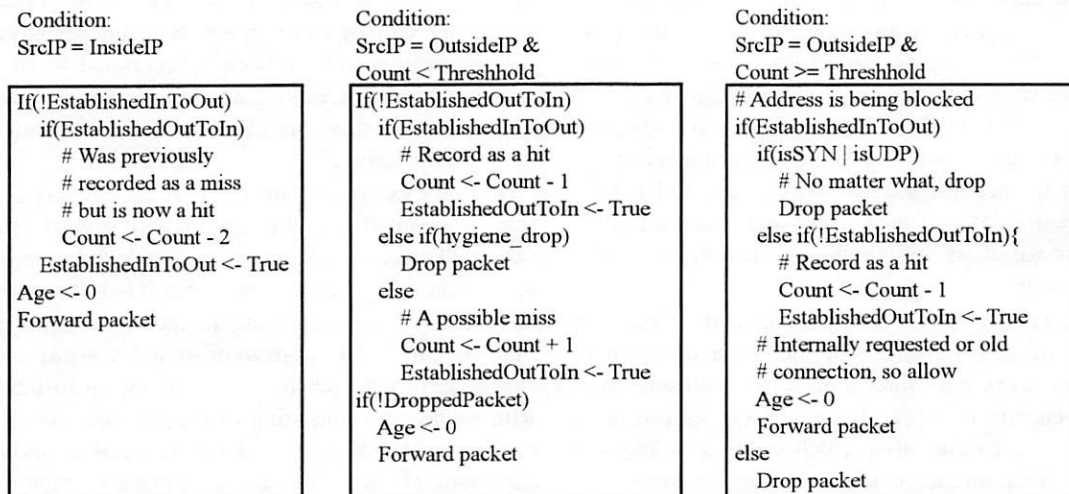 Condition:
SrcIP = InsideIP
If(!EstablishedInToOut)
if(EstablishedOutToIn)
# Was previously
# recorded as a miss
# but is now a hit
Count <- Count - 2
EstablishedInToOut <- True
Age <- 0
Forward packet
Condition:
SrcIP = OutsideIP &
Count < Threshhold
If(!EstablishedOutToIn)
if(EstablishedInToOut)
# Record as a hit
Count <- Count - 1
EstablishedOutToIn <- True
else if(hygiene_drop)
Drop packet
else
# A possible miss
Count <- Count + 1
EstablishedOutToIn <- True
if(!DroppedPacket)
Age <- 0
Forward packet
Condition:
SrcIP = OutsideIP &
Count >= Threshhold
# Address is being blocked
if(EstablishedInToOut)
if(isSYN | isUDP)
# No matter what, drop
Drop packet
else if(!EstablishedOutToIn){
# Record as a hit
Count <- Count - 1
EstablishedOutToIn <- True
# Internally requested or old
# connection, so allow
Age <- 0
Forward packet
else
Drop packet